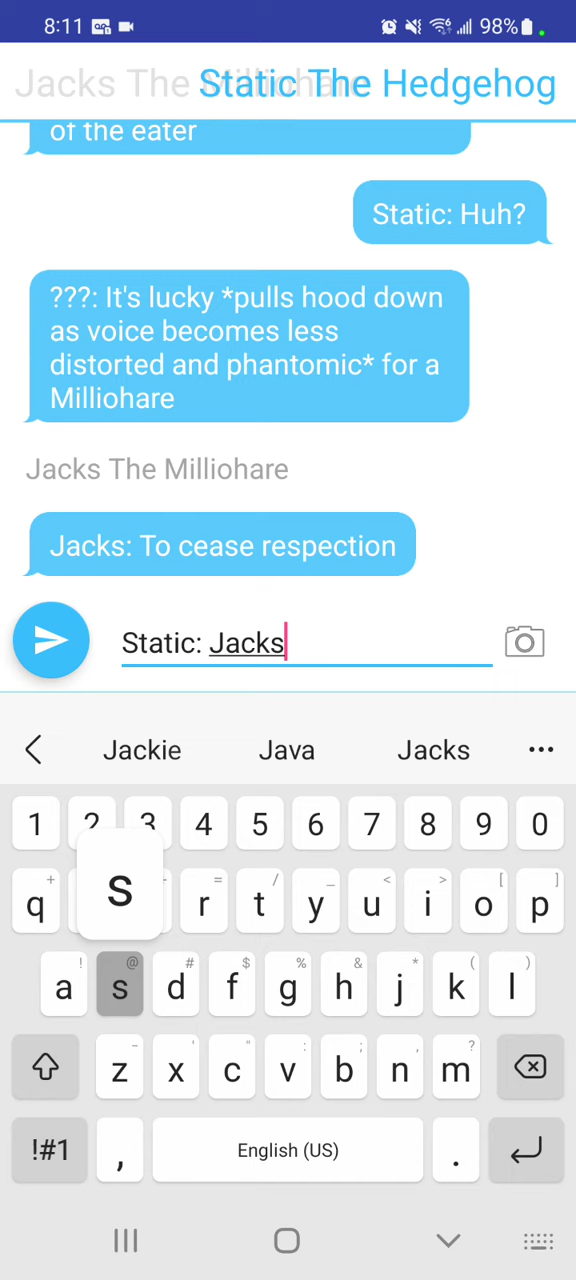 8:11 98%
Jacks The Milliohare Static The Hedgehog
of the eater
Static: Huh?
???: It's lucky *pulls hood down
as voice becomes less
distorted and phantomic* for a
Milliohare
Jacks The Milliohare
Jacks: To cease respection
Static: Jacks
Jackie Java Jacks
1 2 3 4 5 6 7 8 9 0
+ = / _ < > [ ]
q s r t y u i o p
! @ # $ % & * ( )
a s d f g h j k l
- ' " : ; , ?
z x c v b n m
!#1 , English (US) .